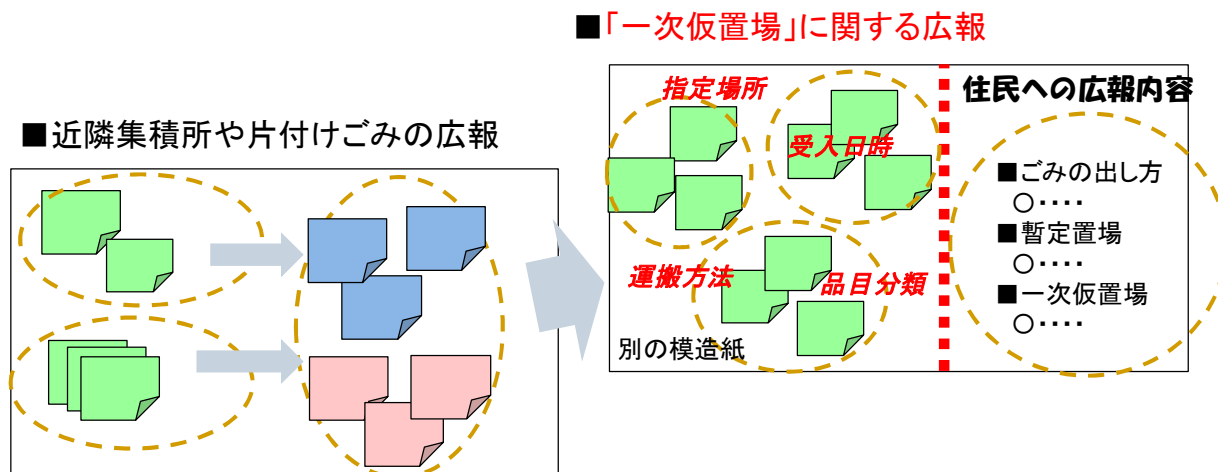 ■「一次仮置場」に関する広報
■近隣集積所や片付けごみの広報
指定場所
受入日時
運搬方法
品目分類
別の模造紙
住民への広報内容
■ごみの出し方
○‥‥
■暫定置場
○‥‥
■一次仮置場
○‥‥